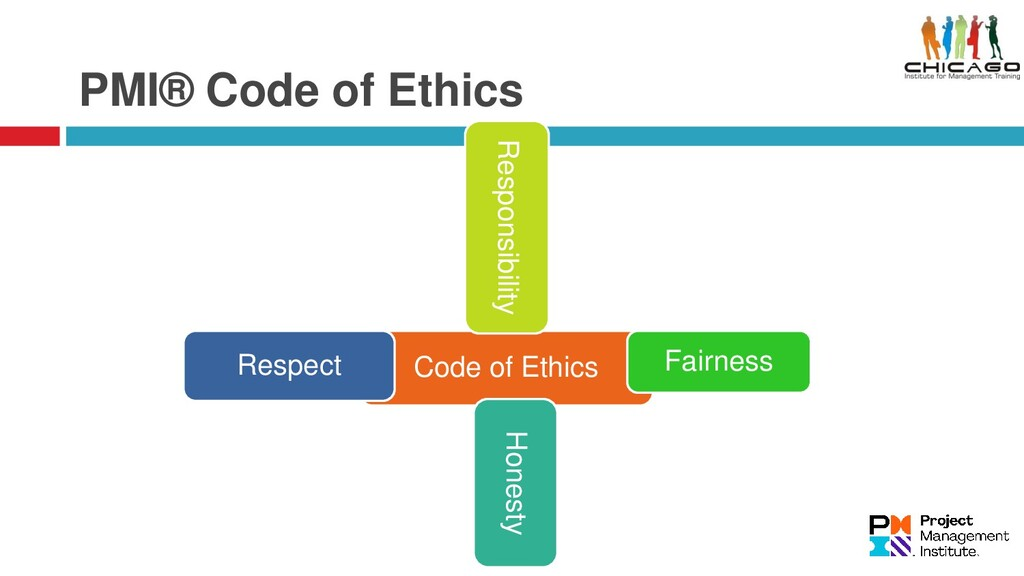 CHICAGO
Institute for Management Training
PMI® Code of Ethics
Responsibility
Respect
Code of Ethics
Fairness
Honesty
PM
Project
Management
Institute.